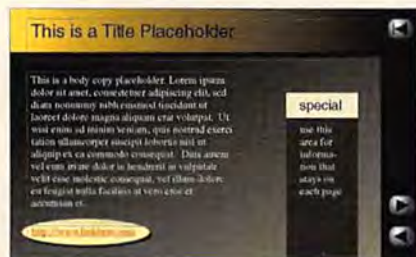 This is a Title Placeholder
This is a body copy placeholder. Lorem ipsum
dolor sit amet, consectetuer adipiscing elit, sed
diam nonummy nibh euismod tincidunt ut
laoreet dolore magna aliquam erat volutpat. Ut
wisi enim ad minim veniam, quis nostrud exerci
tation ullamcorper suscipit lobortis nisl ut
aliquip ex ea commodo consequat. Duis autem
vel eum iriure dolor in hendrerit in vulputate
velit esse molestie consequat, vel illum dolore
eu feugiat nulla facilisis at vero eros et
accumsan et.
special
use this
area for
informa-
tion that
stays on
each page